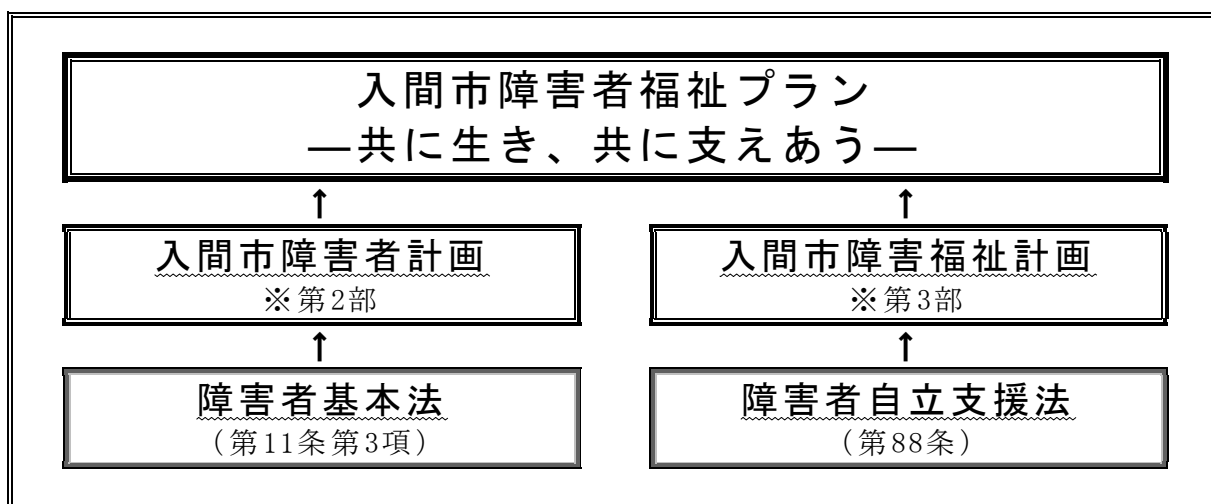 入間市障害者福祉プラン
―共に生き、共に支えあう―
↑ ↑
入間市障害者計画
※第2部
入間市障害福祉計画
※第3部
↑ ↑
障害者基本法
(第11条第3項)
障害者自立支援法
(第88条)